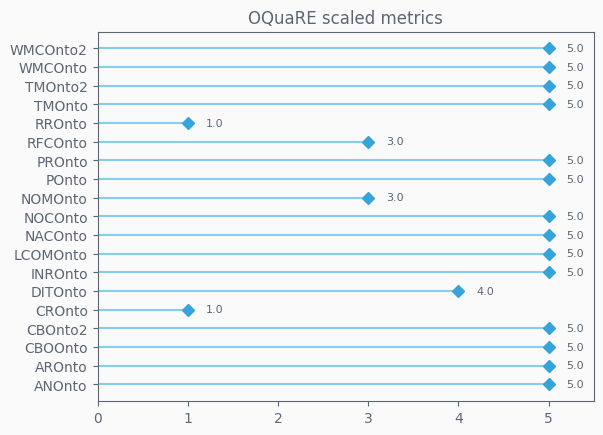 OQuaRE scaled metrics
WMCOnto2 5.0
WMCOnto 5.0
TMOnto2 5.0
TMOnto 5.0
RROnto 1.0
RFCOnto 3.0
PROnto 5.0
POnto 5.0
NOMOnto 3.0
NOCOnto 5.0
NACOnto 5.0
LCOMOnto 5.0
INROnto 5.0
DITOnto 4.0
CROnto 1.0
CBOnto2 5.0
CBOOnto 5.0
AROnto 5.0
ANOnto 5.0
0 1 2 3 4 5